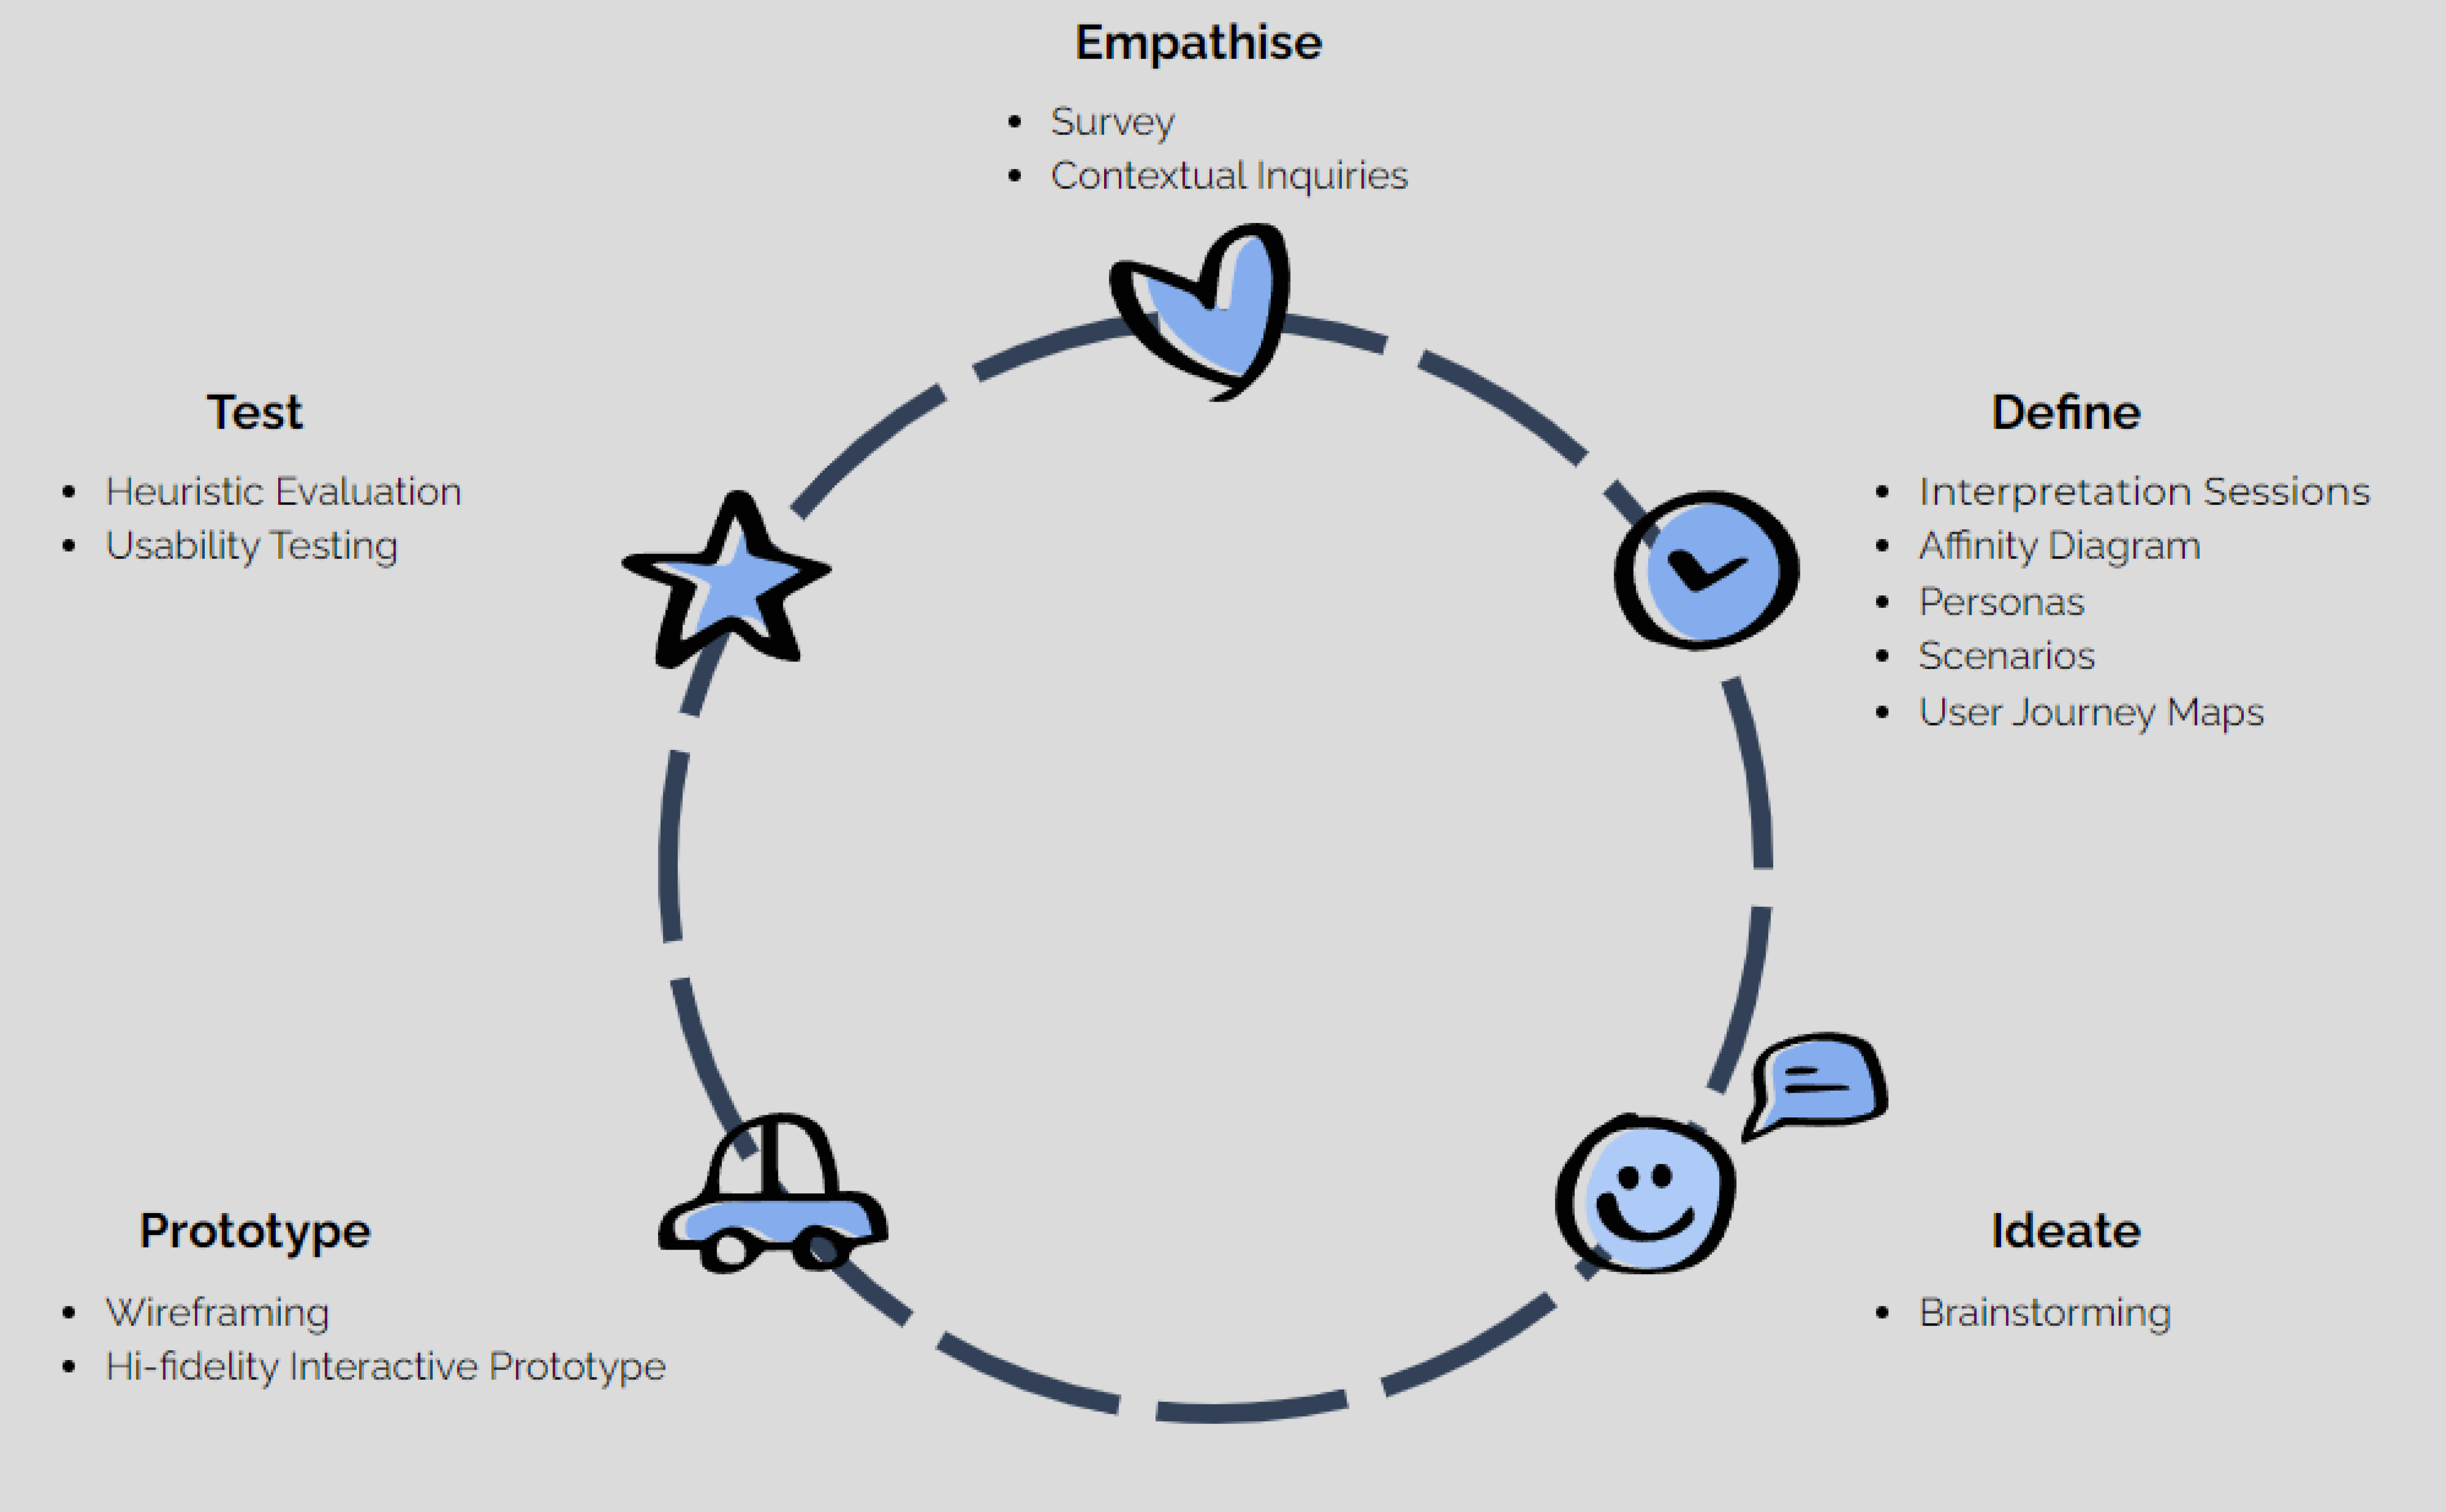 Empathise
• Survey
• Contextual Inquiries
Define
• Interpretation Sessions
• Affinity Diagram
• Personas
• Scenarios
• User Journey Maps
Ideate
• Brainstorming
Prototype
• Wireframing
• Hi-fidelity Interactive Prototype
Test
• Heuristic Evaluation
• Usability Testing